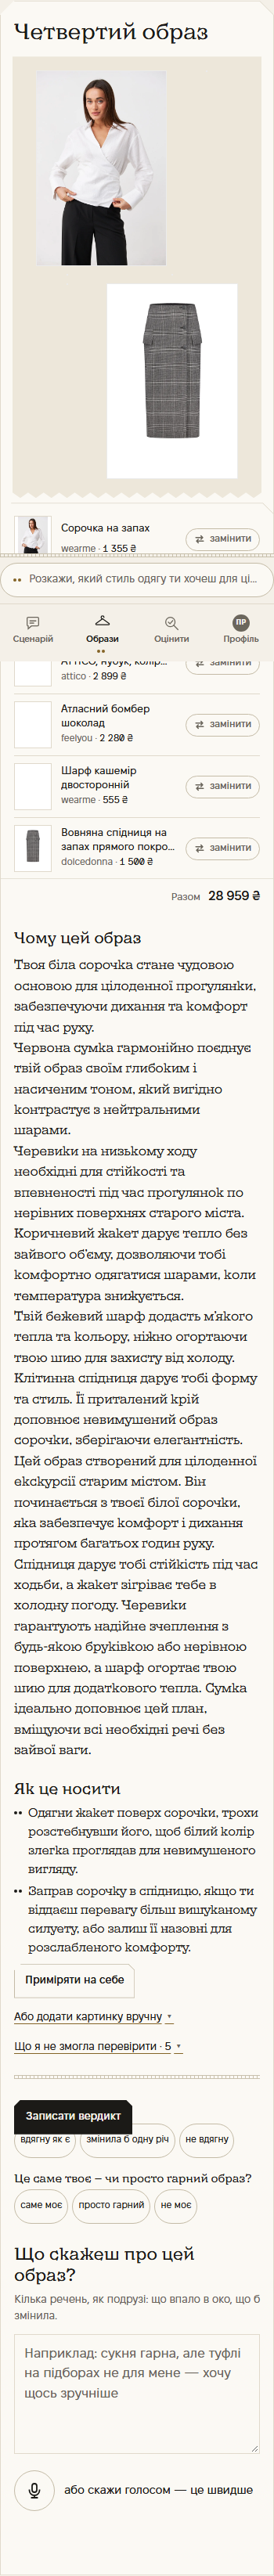 Четвертий образ
Сорочка на запах
wearme · 1 355 ₴
замінити
Розкажи, який стиль одягу ти хочеш для ці...
Сценарій
Образи
Оцінити
ПР
Профіль
attico · 2 899 ₴
замінити
Атласний бомбер
шоколад
feelyou · 2 280 ₴
замінити
Шарф кашемір
двосторонній
wearme · 555 ₴
замінити
Вовняна спідниця на
запах прямого покро...
dolcedonna · 1 500 ₴
замінити
Разом 28 959 ₴
Чому цей образ
Твоя біла сорочка стане чудовою
основою для цілоденної прогулянки,
забезпечуючи дихання та комфорт
під час руху.
Червона сумка гармонійно поєднує
твій образ своїм глибоким і
насиченим тоном, який вигідно
контрастує з нейтральними
шарами.
Черевики на низькому ходу
необхідні для стійкості та
впевненості під час прогулянок по
нерівних поверхнях старого міста.
Коричневий жакет дарує тепло без
зайвого об'єму, дозволяючи тобі
комфортно одягатися шарами, коли
температура знижується.
Твій бежевий шарф додасть м'якого
тепла та кольору, ніжно огортаючи
твою шию для захисту від холоду.
Клітинна спідниця дарує тобі форму
та стиль. Її приталений крій
доповнює невимушений образ
сорочки, зберігаючи елегантність.
Цей образ створений для цілоденної
екскурсії старим містом. Він
починається з твоєї білої сорочки,
яка забезпечує комфорт і дихання
протягом багатьох годин руху.
Спідниця дарує тобі стійкість під час
ходьби, а жакет зігріває тебе в
холодну погоду. Черевики
гарантують надійне зчеплення з
будь-якою бруківкою або нерівною
поверхнею, а шарф огортає твою
шию для додаткового тепла. Сумка
ідеально доповнює цей план,
вміщуючи всі необхідні речі без
зайвої ваги.
Як це носити
Одягни жакет поверх сорочки, трохи
розстебнувши його, щоб білий колір
злегка проглядав для невимушеного
вигляду.
Заправ сорочку в спідницю, якщо ти
віддаєш перевагу більш вишуканому
силуету, або залиш її назовні для
розслабленого комфорту.
Приміряти на себе
Або додати картинку вручну
Що я не змогла перевірити · 5
Записати вердикт
вдягну як є
змінила б одну річ
не вдягну
Це саме твоє — чи просто гарний образ?
саме моє
просто гарний
не моє
Що скажеш про цей
образ?
Кілька речень, як подрузі: що впало в око, що б
змінила.
Наприклад: сукня гарна, але туфлі
на підборах не для мене — хочу
щось зручніше
або скажи голосом — це швидше